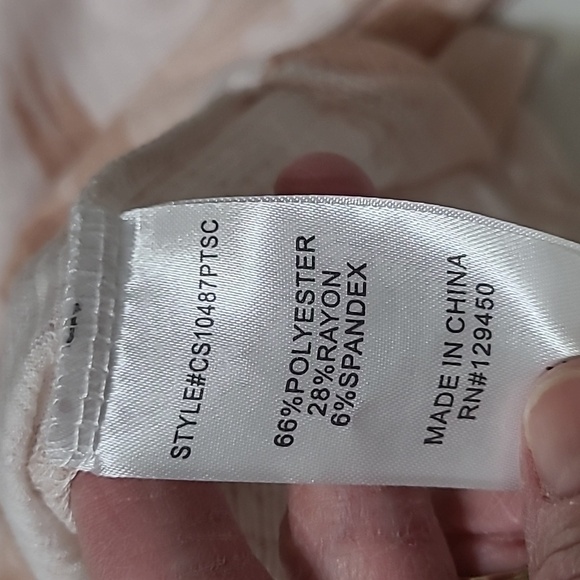 STYLE#CS10487PTSC
66%POLYESTER
28%RAYON
6%SPANDEX
MADE IN CHINA
RN#129450